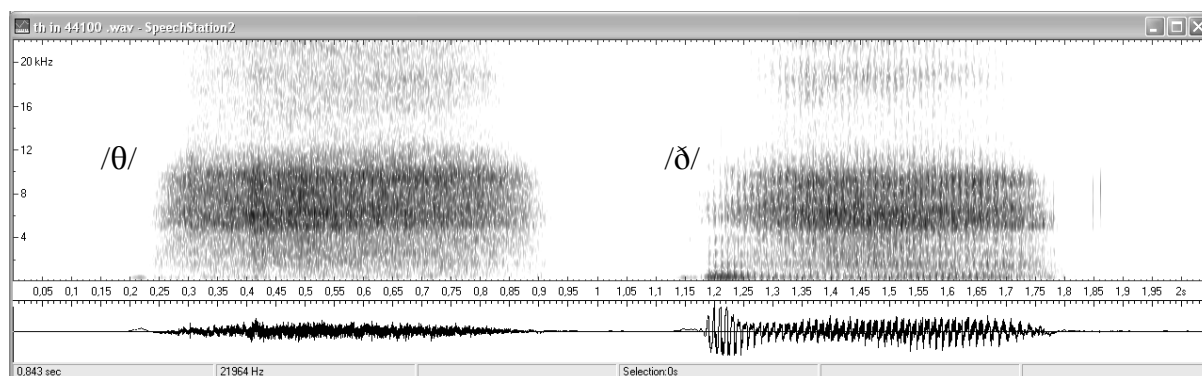 th in 44100 .wav - SpeechStation2
20 kHz
16
12
8
4
/θ/
/ð/
0,05 0,1 0,15 0,2 0,25 0,3 0,35 0,4 0,45 0,5 0,55 0,6 0,65 0,7 0,75 0,8 0,85 0,9 0,95 1 1,05 1,1 1,15 1,2 1,25 1,3 1,35 1,4 1,45 1,5 1,55 1,6 1,65 1,7 1,75 1,8 1,85 1,9 1,95 2s
0.843 sec 21964 Hz Selection:0s